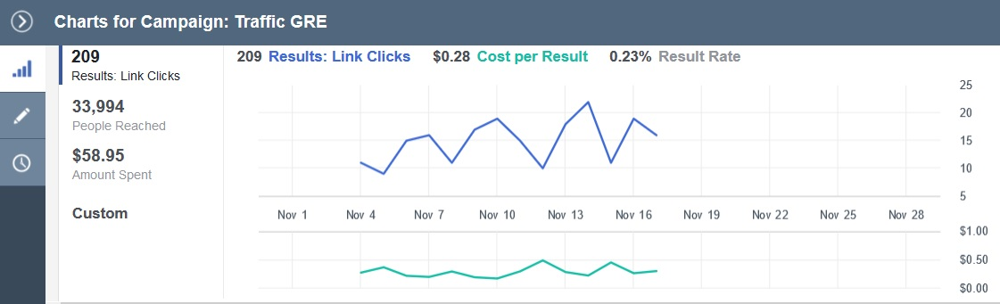 Charts for Campaign: Traffic GRE
209
Results: Link Clicks
33,994
People Reached
$58.95
Amount Spent
Custom
209 Results: Link Clicks $0.28 Cost per Result 0.23% Result Rate
25
20
15
10
5
Nov 1 Nov 4 Nov 7 Nov 10 Nov 13 Nov 16 Nov 19 Nov 22 Nov 25 Nov 28
$1.00
$0.50
$0.00